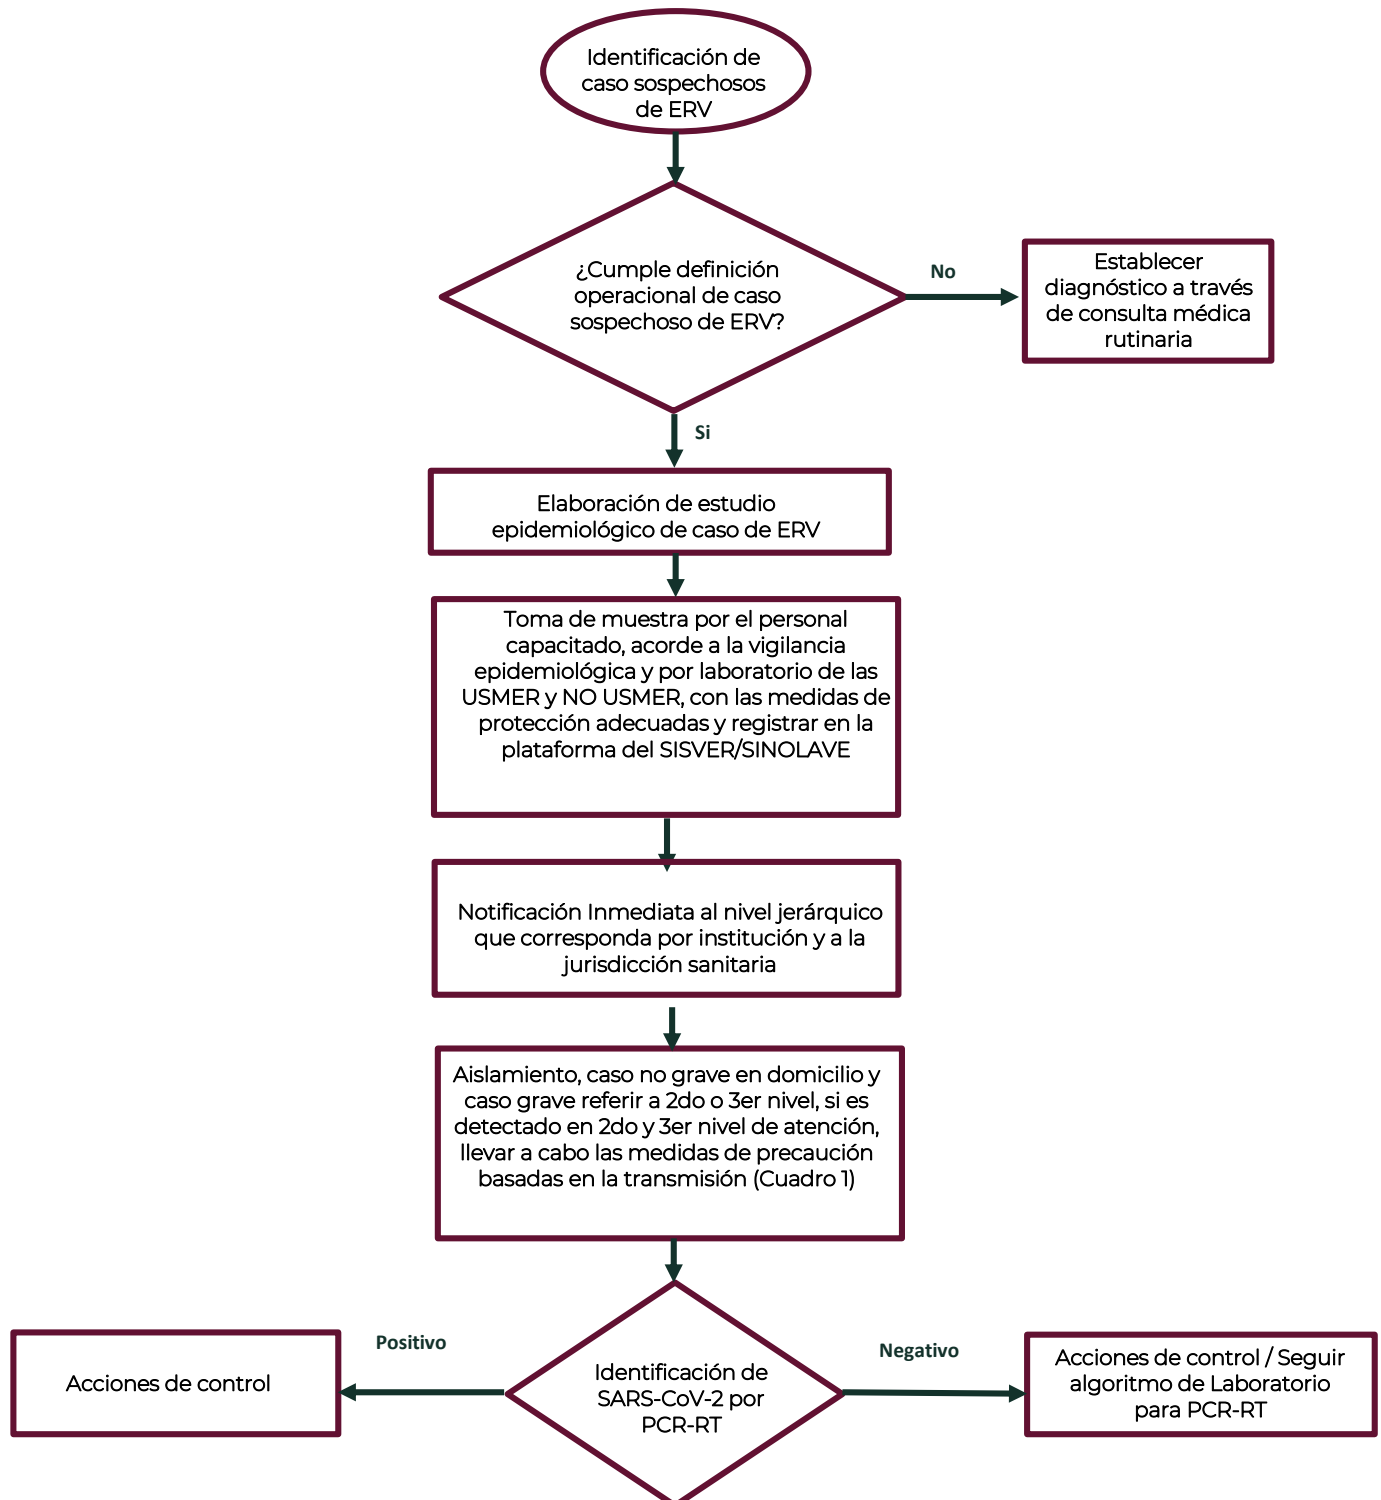 Identificación de
caso sospechosos
de ERV
¿Cumple definición
operacional de caso
sospechoso de ERV?
No
Establecer
diagnóstico a través
de consulta médica
rutinaria
Si
Elaboración de estudio
epidemiológico de caso de ERV
Toma de muestra por el personal
capacitado, acorde a la vigilancia
epidemiológica y por laboratorio de las
USMER y NO USMER, con las medidas de
protección adecuadas y registrar en la
plataforma del SISVER/SINOLAVE
Notificación Inmediata al nivel jerárquico
que corresponda por institución y a la
jurisdicción sanitaria
Aislamiento, caso no grave en domicilio y
caso grave referir a 2do o 3er nivel, si es
detectado en 2do y 3er nivel de atención,
llevar a cabo las medidas de precaución
basadas en la transmisión (Cuadro 1)
Identificación de
SARS-CoV-2 por
PCR-RT
Positivo
Acciones de control
Negativo
Acciones de control / Seguir
algoritmo de Laboratorio
para PCR-RT